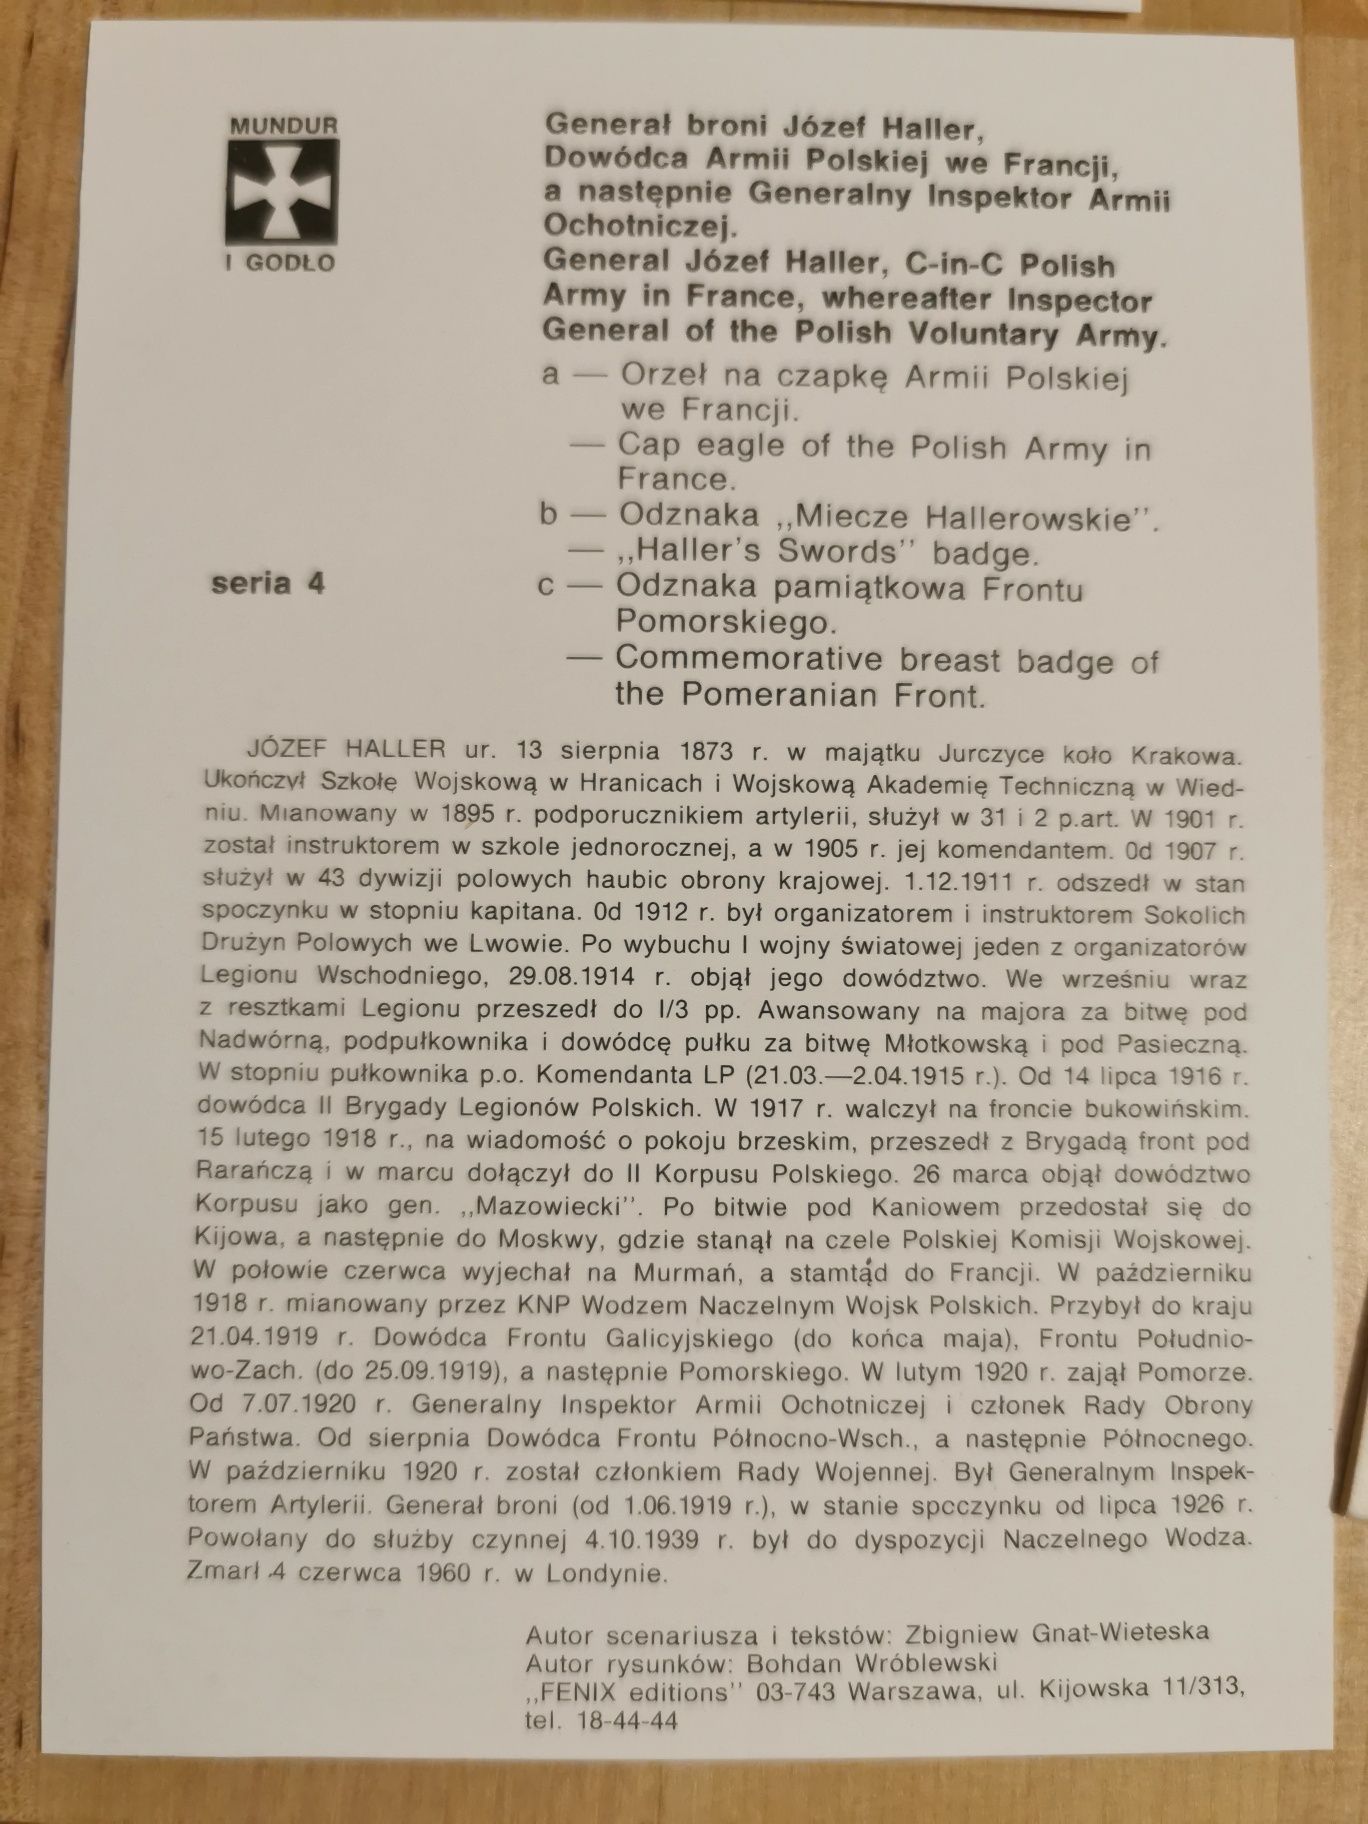 MUNDUR
I GODŁO
Generał broni Józef Haller,
Dowódca Armii Polskiej we Francji,
a następnie Generalny Inspektor Armii
Ochotniczej.
General Józef Haller, C-in-C Polish
Army in France, whereafter Inspector
General of the Polish Voluntary Army.
a — Orzeł na czapkę Armii Polskiej
we Francji.
— Cap eagle of the Polish Army in
France.
b — Odznaka ,,Miecze Hallerowskie''.
— ,,Haller's Swords'' badge.
seria 4
c — Odznaka pamiątkowa Frontu
Pomorskiego.
— Commemorative breast badge of
the Pomeranian Front.
JÓZEF HALLER ur. 13 sierpnia 1873 r. w majątku Jurczyce koło Krakowa.
Ukończył Szkołę Wojskową w Hranicach i Wojskową Akademię Techniczną w Wied-
niu. Mianowany w 1895 r. podporucznikiem artylerii, służył w 31 i 2 p.art. W 1901 r.
został instruktorem w szkole jednorocznej, a w 1905 r. jej komendantem. Od 1907 r.
służył w 43 dywizji polowych haubic obrony krajowej. 1.12.1911 r. odszedł w stan
spoczynku w stopniu kapitana. Od 1912 r. był organizatorem i instruktorem Sokolich
Drużyn Polowych we Lwowie. Po wybuchu I wojny światowej jeden z organizatorów
Legionu Wschodniego, 29.08.1914 r. objął jego dowództwo. We wrześniu wraz
z resztkami Legionu przeszedł do I/3 pp. Awansowany na majora za bitwę pod
Nadwórną, podpułkownika i dowódcę pułku za bitwę Młotkowską i pod Pasieczną.
W stopniu pułkownika p.o. Komendanta LP (21.03.—2.04.1915 r.). Od 14 lipca 1916 r.
dowódca II Brygady Legionów Polskich. W 1917 r. walczył na froncie bukowińskim.
15 lutego 1918 r., na wiadomość o pokoju brzeskim, przeszedł z Brygadą front pod
Rarańczą i w marcu dołączył do II Korpusu Polskiego. 26 marca objął dowództwo
Korpusu jako gen. ,,Mazowiecki''. Po bitwie pod Kaniowem przedostał się do
Kijowa, a następnie do Moskwy, gdzie stanął na czele Polskiej Komisji Wojskowej.
W połowie czerwca wyjechał na Murmań, a stamtąd do Francji. W październiku
1918 r. mianowany przez KNP Wodzem Naczelnym Wojsk Polskich. Przybył do kraju
21.04.1919 r. Dowódca Frontu Galicyjskiego (do końca maja), Frontu Południo-
wo-Zach. (do 25.09.1919), a następnie Pomorskiego. W lutym 1920 r. zajął Pomorze.
Od 7.07.1920 r. Generalny Inspektor Armii Ochotniczej i członek Rady Obrony
Państwa. Od sierpnia Dowódca Frontu Północno-Wsch., a następnie Północnego.
W październiku 1920 r. został członkiem Rady Wojennej. Był Generalnym Inspek-
torem Artylerii. Generał broni (od 1.06.1919 r.), w stanie spcczynku od lipca 1926 r.
Powołany do służby czynnej 4.10.1939 r. był do dyspozycji Naczelnego Wodza.
Zmarł 4 czerwca 1960 r. w Londynie.
Autor scenariusza i tekstów: Zbigniew Gnat-Wieteska
Autor rysunków: Bohdan Wróblewski
,,FENIX editions'' 03-743 Warszawa, ul. Kijowska 11/313,
tel. 18-44-44